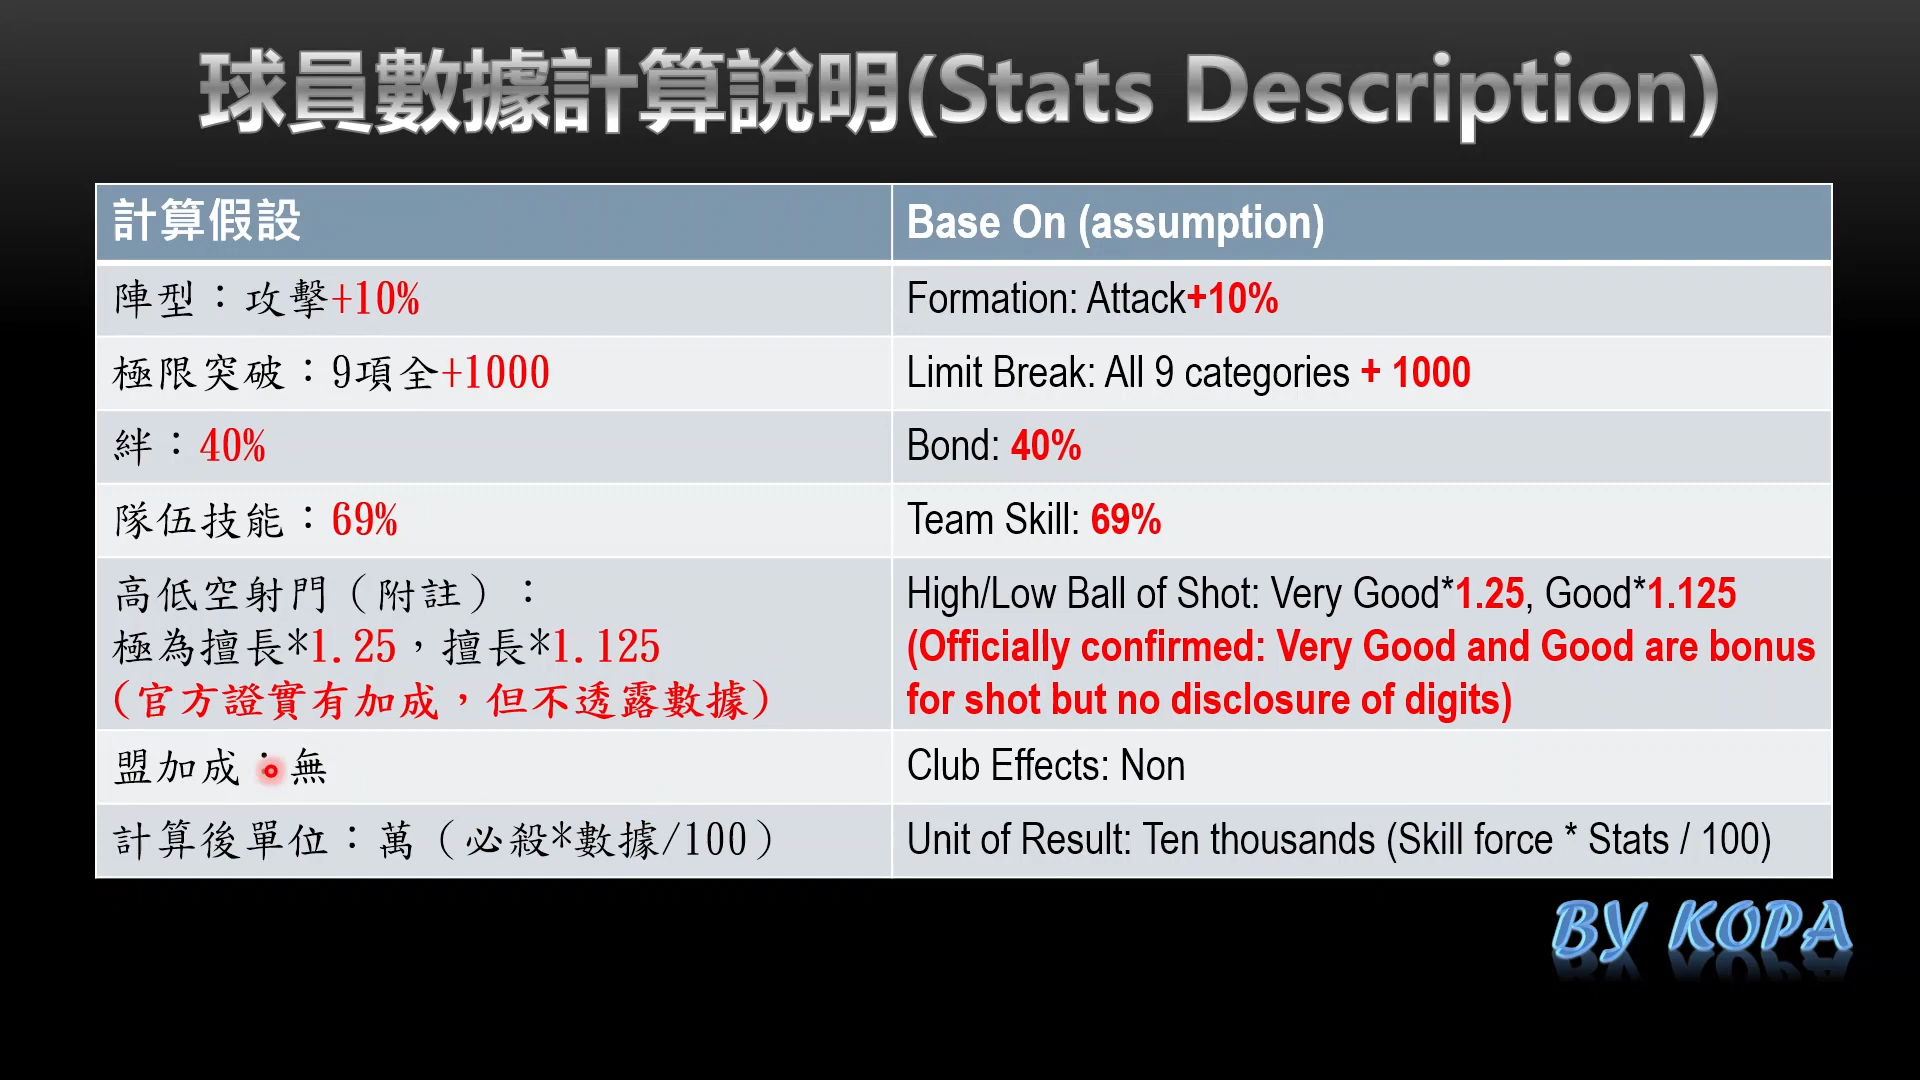 球員數據計算說明(Stats Description)
計算假設
Base On (assumption)
陣型：攻擊+10%
Formation: Attack+10%
極限突破：9項全+1000
Limit Break: All 9 categories + 1000
絆：40%
Bond: 40%
隊伍技能：69%
Team Skill: 69%
高低空射門（附註）：
極為擅長*1.25，擅長*1.125
(官方證實有加成，但不透露數據)
High/Low Ball of Shot: Very Good*1.25, Good*1.125
(Officially confirmed: Very Good and Good are bonus
for shot but no disclosure of digits)
盟加成：無
Club Effects: Non
計算後單位：萬（必殺*數據/100）
Unit of Result: Ten thousands (Skill force * Stats / 100)
BY KOPA